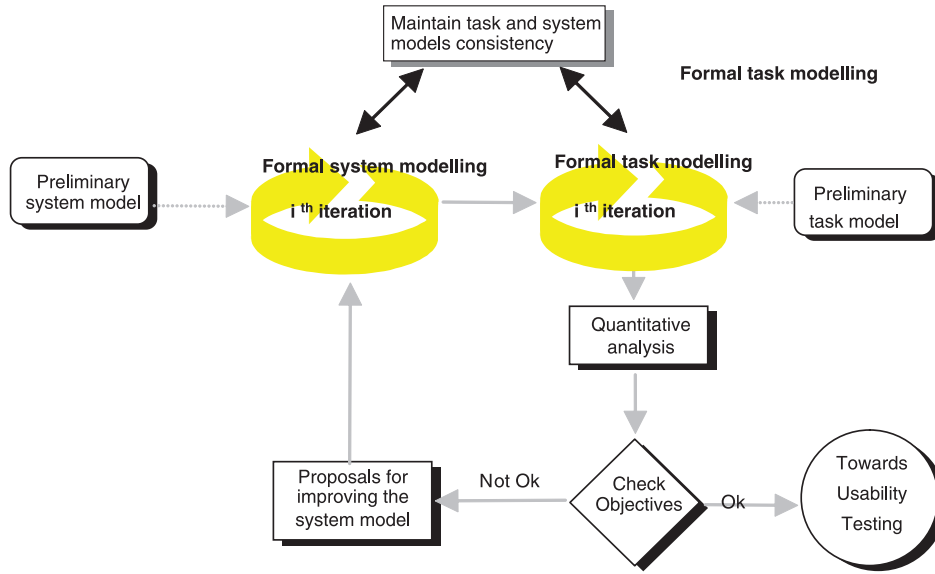 Maintain task and system
models consistency
Formal task modelling
Formal system modelling
Formal task modelling
Preliminary
system model
i th iteration
i th iteration
Preliminary
task model
Quantitative
analysis
Proposals for
improving the
system model
Not Ok
Check
Objectives
Ok
Towards
Usability
Testing